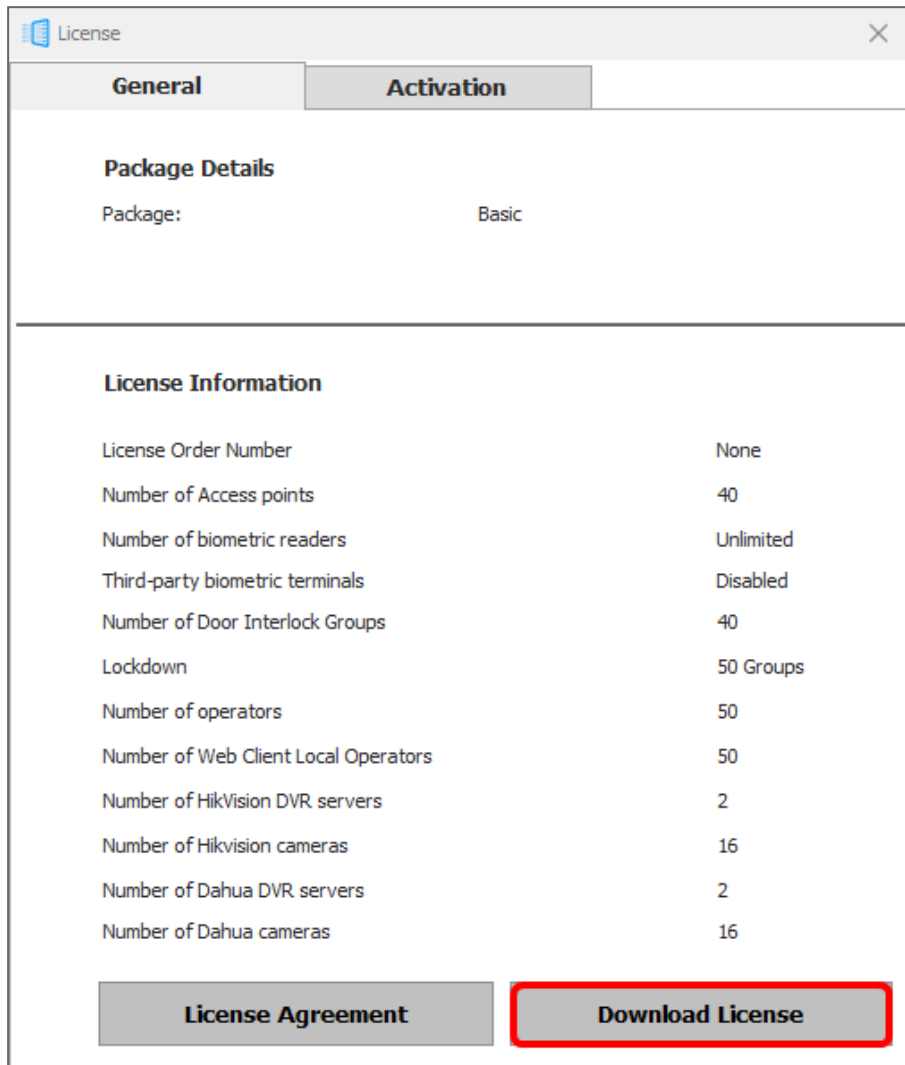 License
General Activation
Package Details
Package: Basic
License Information
License Order Number None
Number of Access points 40
Number of biometric readers Unlimited
Third-party biometric terminals Disabled
Number of Door Interlock Groups 40
Lockdown 50 Groups
Number of operators 50
Number of Web Client Local Operators 50
Number of HikVision DVR servers 2
Number of Hikvision cameras 16
Number of Dahua DVR servers 2
Number of Dahua cameras 16
License Agreement Download License